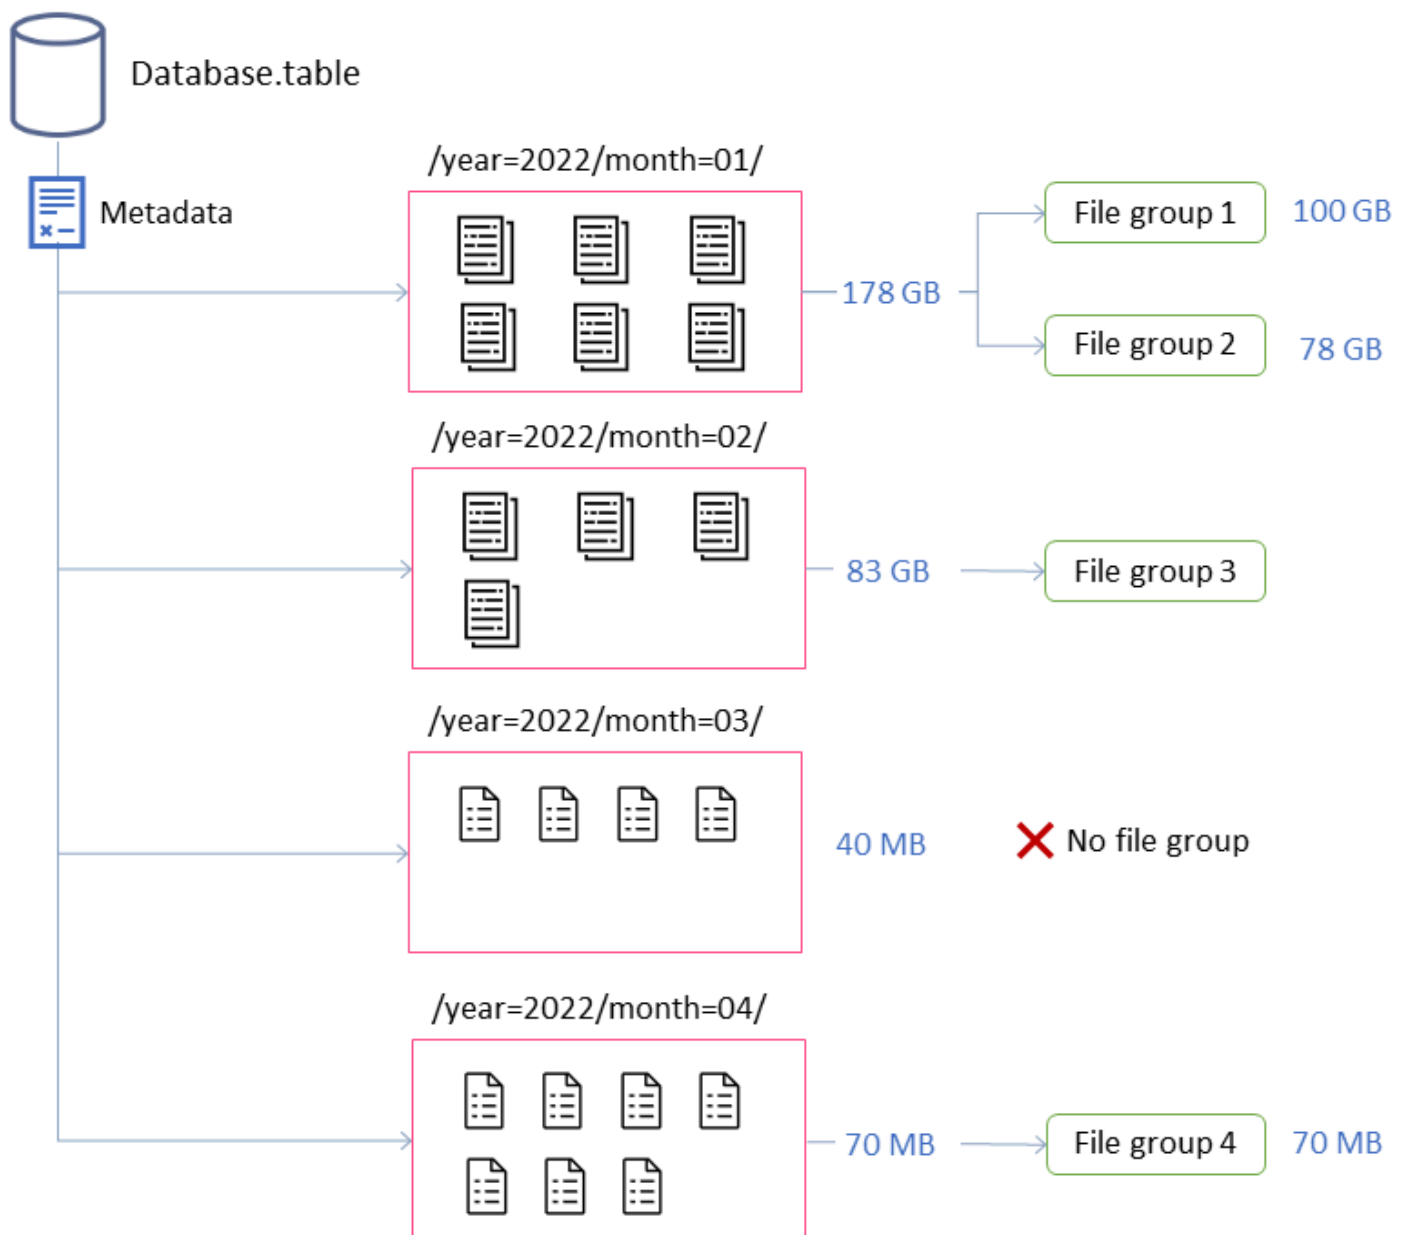 Database.table
Metadata
/year=2022/month=01/
178 GB
File group 1
100 GB
File group 2
78 GB
/year=2022/month=02/
83 GB
File group 3
/year=2022/month=03/
40 MB
No file group
/year=2022/month=04/
70 MB
File group 4
70 MB